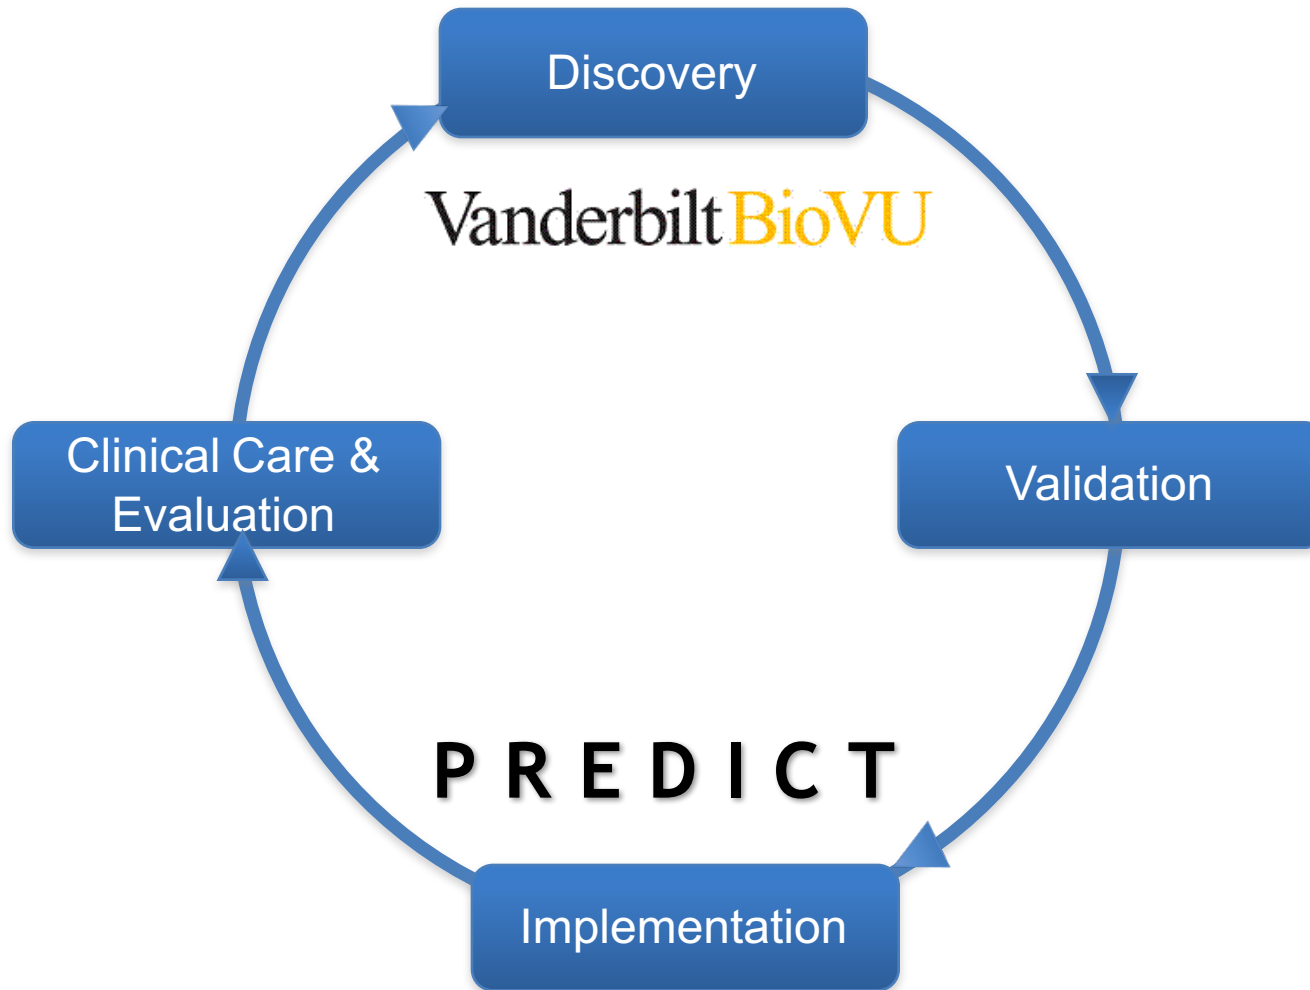 Discovery
Vanderbilt BioVU
Clinical Care &
Evaluation
Validation
P R E D I C T
Implementation